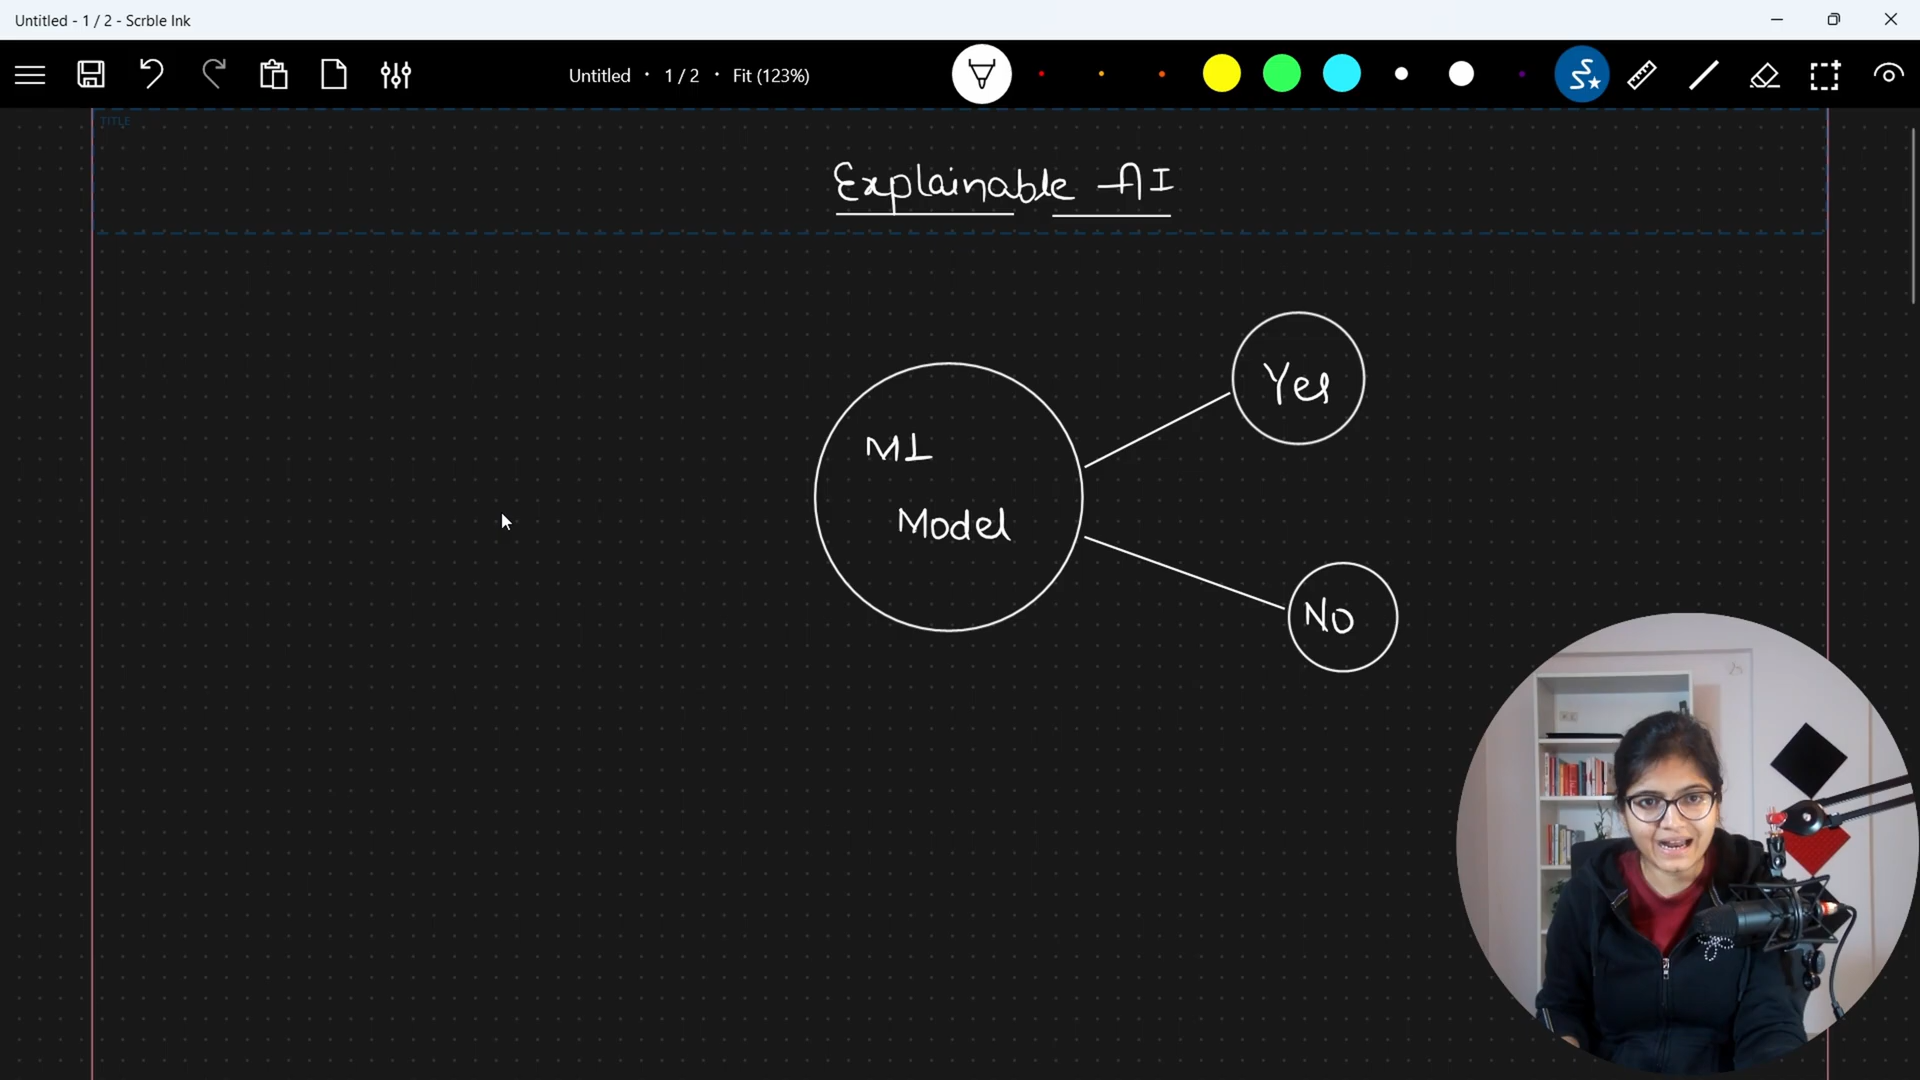 Untitled - 1 / 2 - Scrble Ink
Untitled • 1 / 2 • Fit (123%)
TITLE
Explainable AI
Yes
ML
Model
No